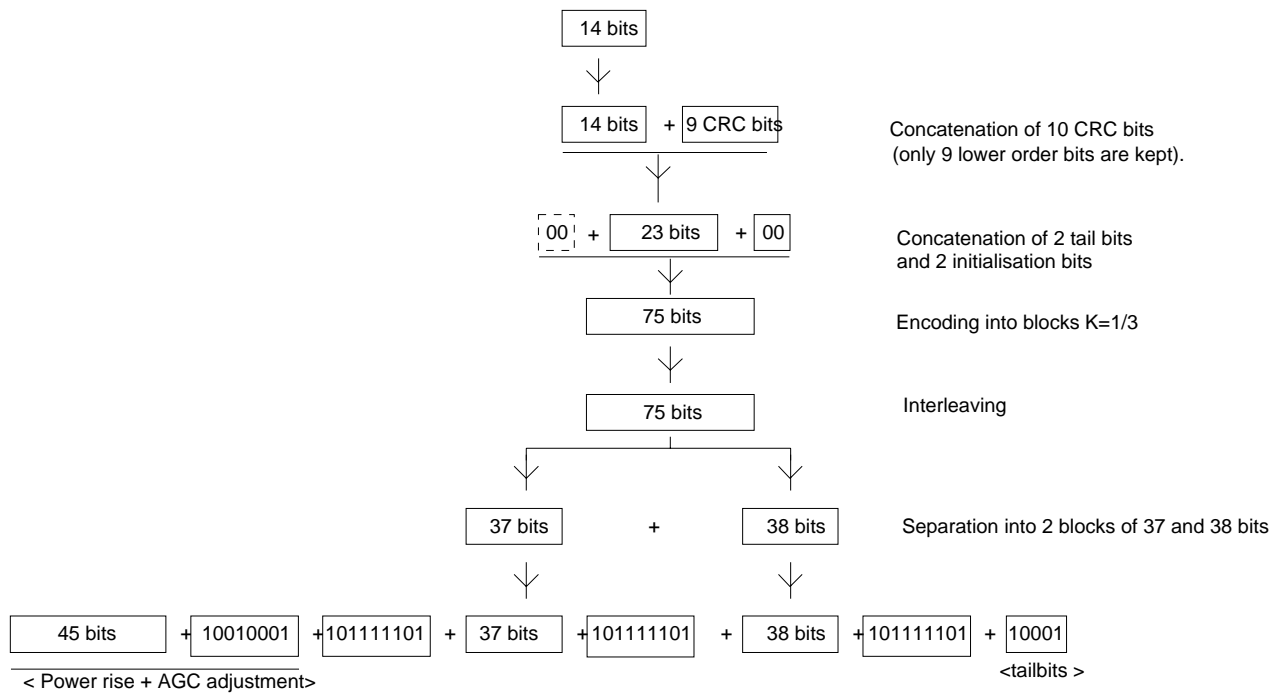 14 bits
14 bits + 9 CRC bits
Concatenation of 10 CRC bits
(only 9 lower order bits are kept).
00 + 23 bits + 00
Concatenation of 2 tail bits
and 2 initialisation bits
75 bits
Encoding into blocks K=1/3
75 bits
Interleaving
37 bits + 38 bits
Separation into 2 blocks of 37 and 38 bits
45 bits + 10010001 + 101111101 + 37 bits + 101111101 + 38 bits + 101111101 + 10001
< Power rise + AGC adjustment>
<tailbits >